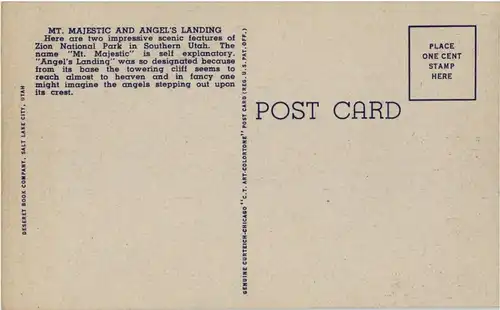 MT. MAJESTIC AND ANGEL'S LANDING
Here are two impressive scenic features of
Zion National Park in Southern Utah. The
name "Mt. Majestic" is self explanatory.
"Angel's Landing" was so designated because
from its base the towering cliff seems to
reach almost to heaven and in fancy one
might imagine the angels stepping out upon
its crest.
DESERET BOOK COMPANY, SALT LAKE CITY, UTAH
GENUINE CURTEICH-CHICAGO "C.T. ART-COLORTONE" POST CARD (REG. U.S. PAT. OFF.)
POST CARD
PLACE
ONE CENT
STAMP
HERE